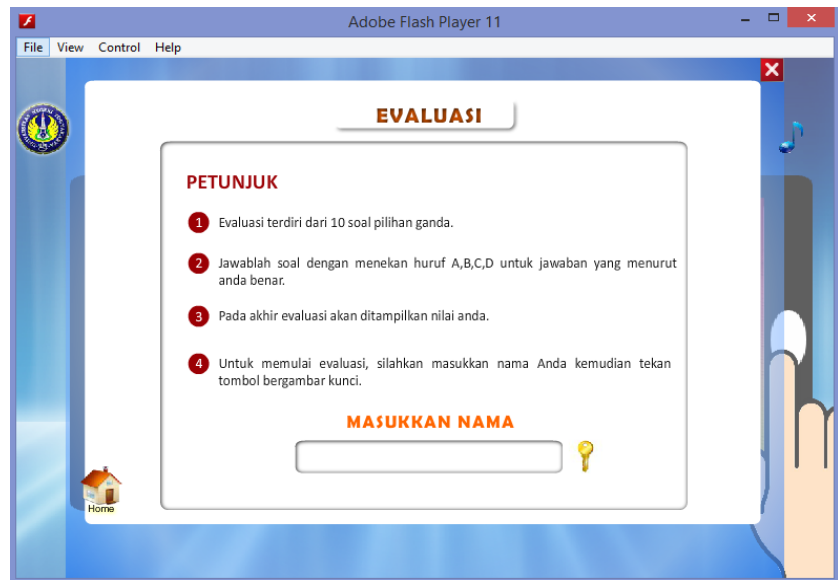 Adobe Flash Player 11
File View Control Help
EVALUASI
PETUNJUK
1 Evaluasi terdiri dari 10 soal pilihan ganda.
2 Jawablah soal dengan menekan huruf A,B,C,D untuk jawaban yang menurut
anda benar.
3 Pada akhir evaluasi akan ditampilkan nilai anda.
4 Untuk memulai evaluasi, silahkan masukkan nama Anda kemudian tekan
tombol bergambar kunci.
MASUKKAN NAMA
Home